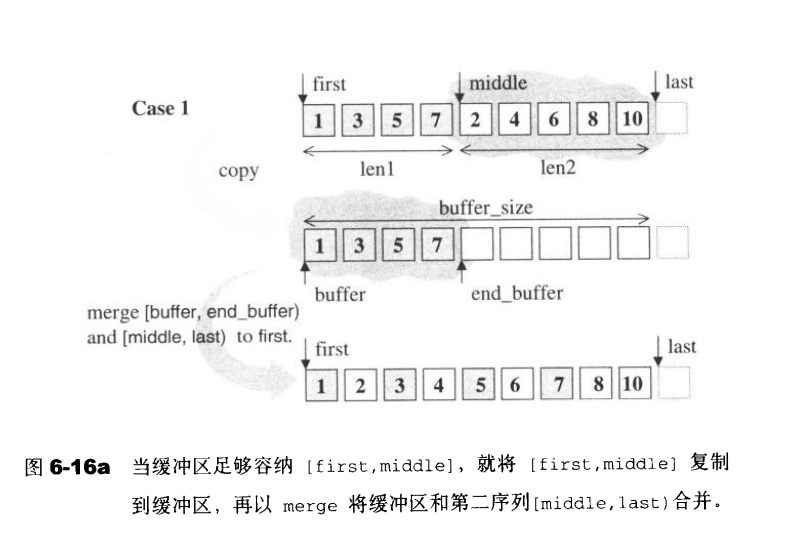 first middle last
Case 1
1 3 5 7 2 4 6 8 10
copy len1 len2
buffer_size
1 3 5 7
buffer end_buffer
merge [buffer, end_buffer)
and [middle, last) to first.
first last
1 2 3 4 5 6 7 8 10
图 6-16a 当缓冲区足够容纳 [first,middle], 就将 [first,middle] 复制
到缓冲区, 再以 merge 将缓冲区和第二序列[middle,last)合并。